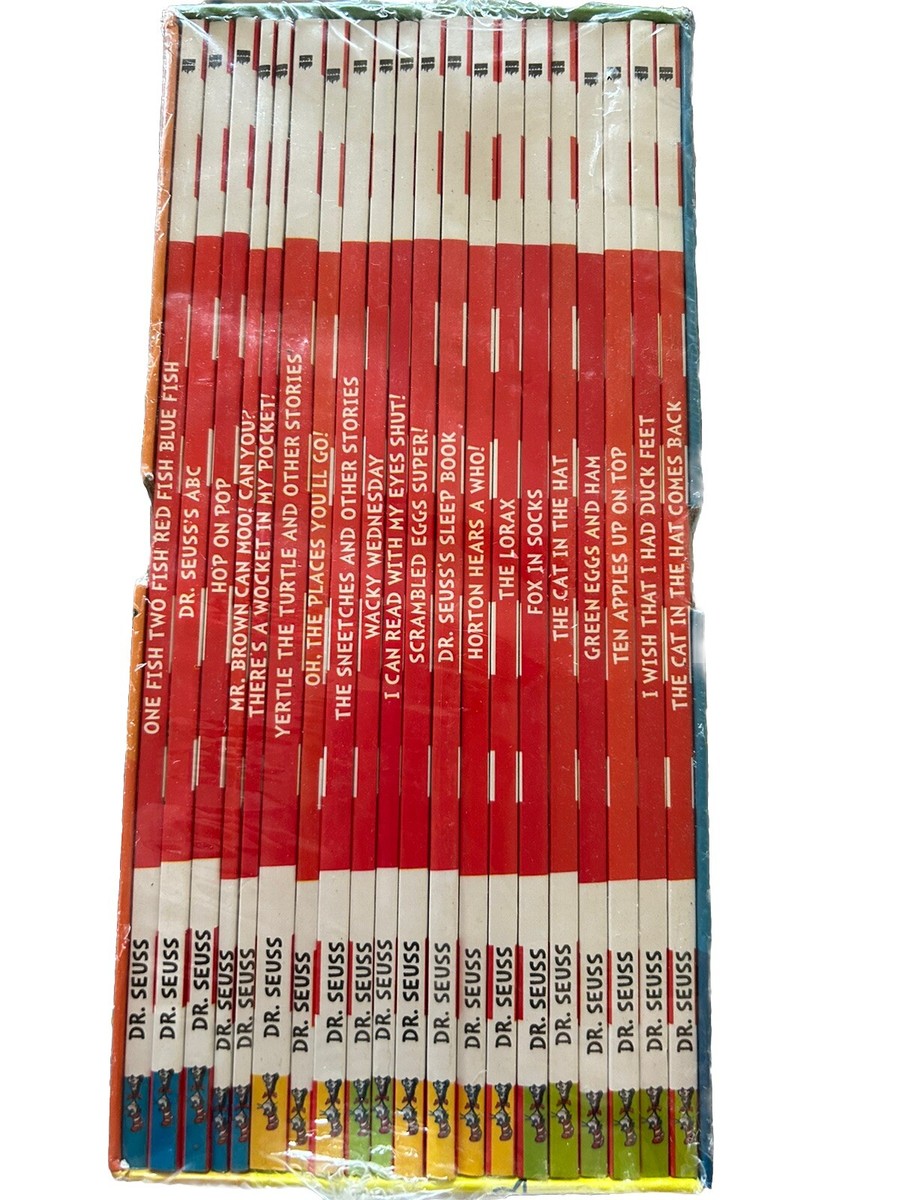 ONE FISH TWO FISH RED FISH BLUE FISH
DR. SEUSS
DR. SEUSS'S ABC
DR. SEUSS
HOP ON POP
DR. SEUSS
MR. BROWN CAN MOO! CAN YOU?
DR. SEUSS
THERE'S A WOCKET IN MY POCKET!
DR. SEUSS
YERTLE THE TURTLE AND OTHER STORIES
DR. SEUSS
OH, THE PLACES YOU'LL GO!
DR. SEUSS
THE SNEETCHES AND OTHER STORIES
DR. SEUSS
WACKY WEDNESDAY
DR. SEUSS
I CAN READ WITH MY EYES SHUT!
DR. SEUSS
SCRAMBLED EGGS SUPER!
DR. SEUSS
DR. SEUSS'S SLEEP BOOK
DR. SEUSS
HORTON HEARS A WHO!
DR. SEUSS
THE LORAX
DR. SEUSS
FOX IN SOCKS
DR. SEUSS
THE CAT IN THE HAT
DR. SEUSS
GREEN EGGS AND HAM
DR. SEUSS
TEN APPLES UP ON TOP
DR. SEUSS
I WISH THAT I HAD DUCK FEET
DR. SEUSS
THE CAT IN THE HAT COMES BACK
DR. SEUSS